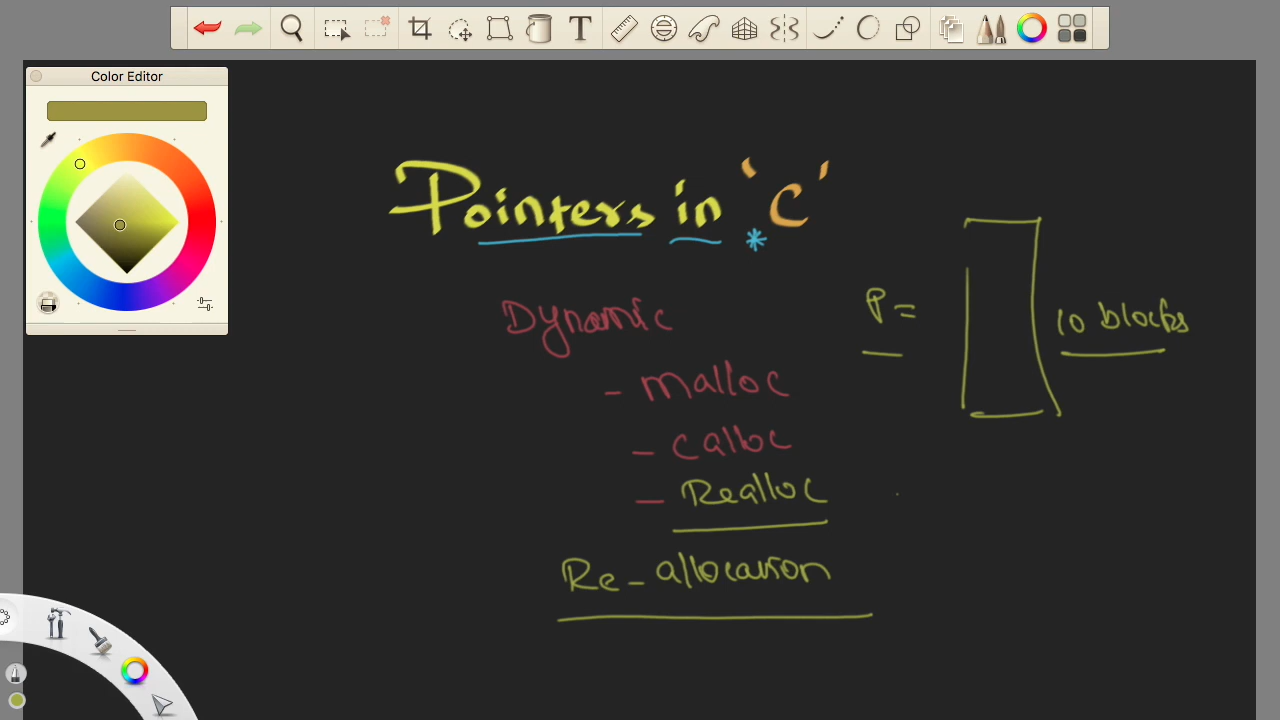 Color Editor
Pointers in 'C'
*
Dynamic
- malloc
- calloc
- Realloc
Re-allocation
P =
10 blocks